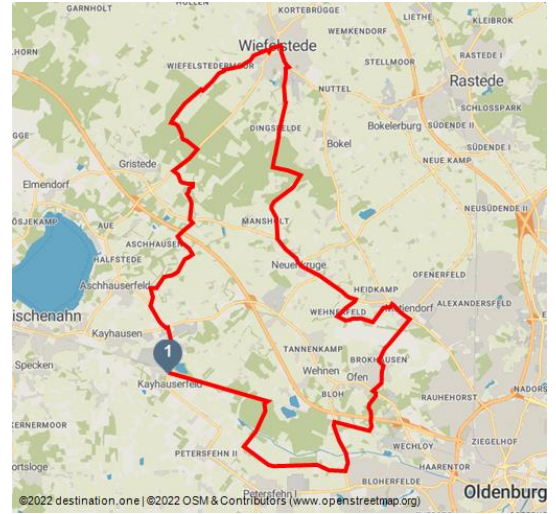 GARNHOLT
KORTEBRÜGGE
LIETHE
KLEIBROK
WEMKENDORF
Wiefelstede
RASTEDE I
WIEFELSTEDERMOOR
STELLMOOR
Rastede
NUTTEL
SCHLOSSPARK
DINGSFELDE
Bokelerburg
SÜDENDE II
Bokel
SÜDENDE I
Gristede
NEUE KAMP
Elmendorf
ÖSJEKAMP
AUE
MANSHOLT
NEUSÜDENDE II
ASCHHAUSEN
HALFSTEDE
Neuenkruge
OFENERFELD
Aschhauserfeld
HEIDKAMP
ALEXANDERSFELD
WEHNERFELD
Metjendorf
ischenahn
Kayhausen
TANNENKAMP
1
BROKHAUSEN
Specken
Wehnen
Ofen
NADORS
Kayhauserfeld
RAUHEHORST
BLOH
KERNERMOOR
WECHLOY
ZIEGELHOF
PETERSFEHN II
HAARENTOR
ortsloge
BLOHERFELDE
Petersfehn I
Oldenburg
©2022 destination.one | ©2022 OSM & Contributors (www.openstreetmap.org)